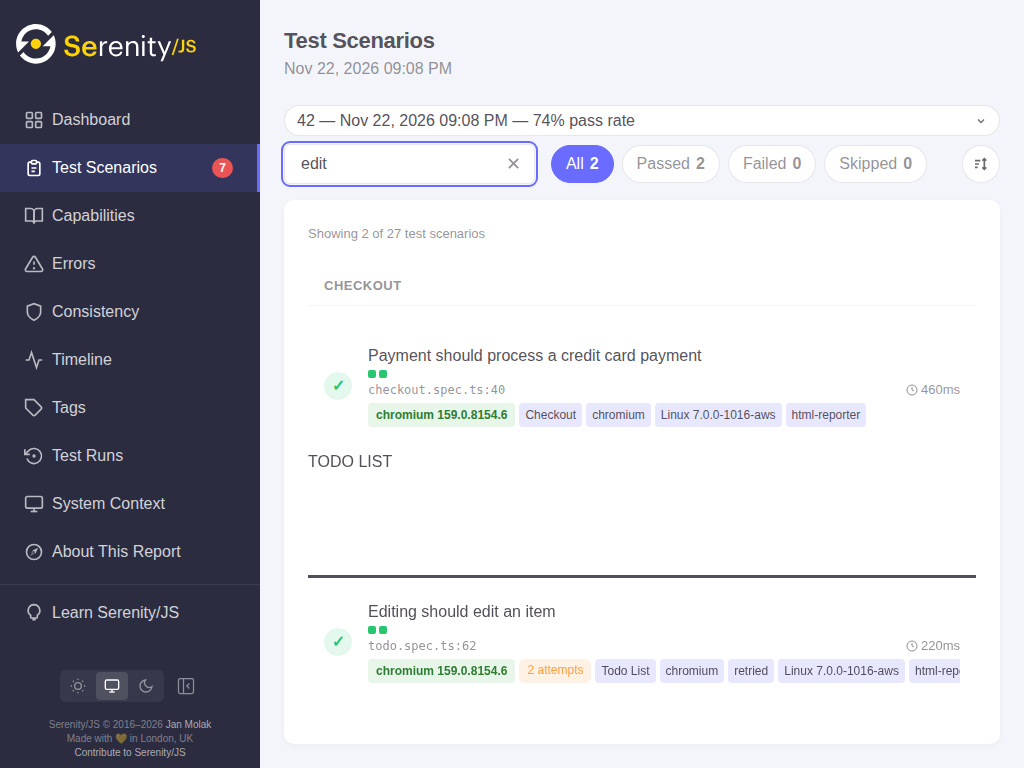 Serenity/JS
Dashboard
Test Scenarios 7
Capabilities
Errors
Consistency
Timeline
Tags
Test Runs
System Context
About This Report
Learn Serenity/JS
Serenity/JS © 2016–2026 Jan Molak
Made with 💛 in London, UK
Contribute to Serenity/JS
Test Scenarios
Nov 22, 2026 09:08 PM
42 — Nov 22, 2026 09:08 PM — 74% pass rate
edit
All 2 Passed 2 Failed 0 Skipped 0
Showing 2 of 27 test scenarios
CHECKOUT
Payment should process a credit card payment
checkout.spec.ts:40 460ms
chromium 159.0.8154.6 Checkout chromium Linux 7.0.0-1016-aws html-reporter
TODO LIST
Editing should edit an item
todo.spec.ts:62 220ms
chromium 159.0.8154.6 2 attempts Todo List chromium retried Linux 7.0.0-1016-aws html-repo